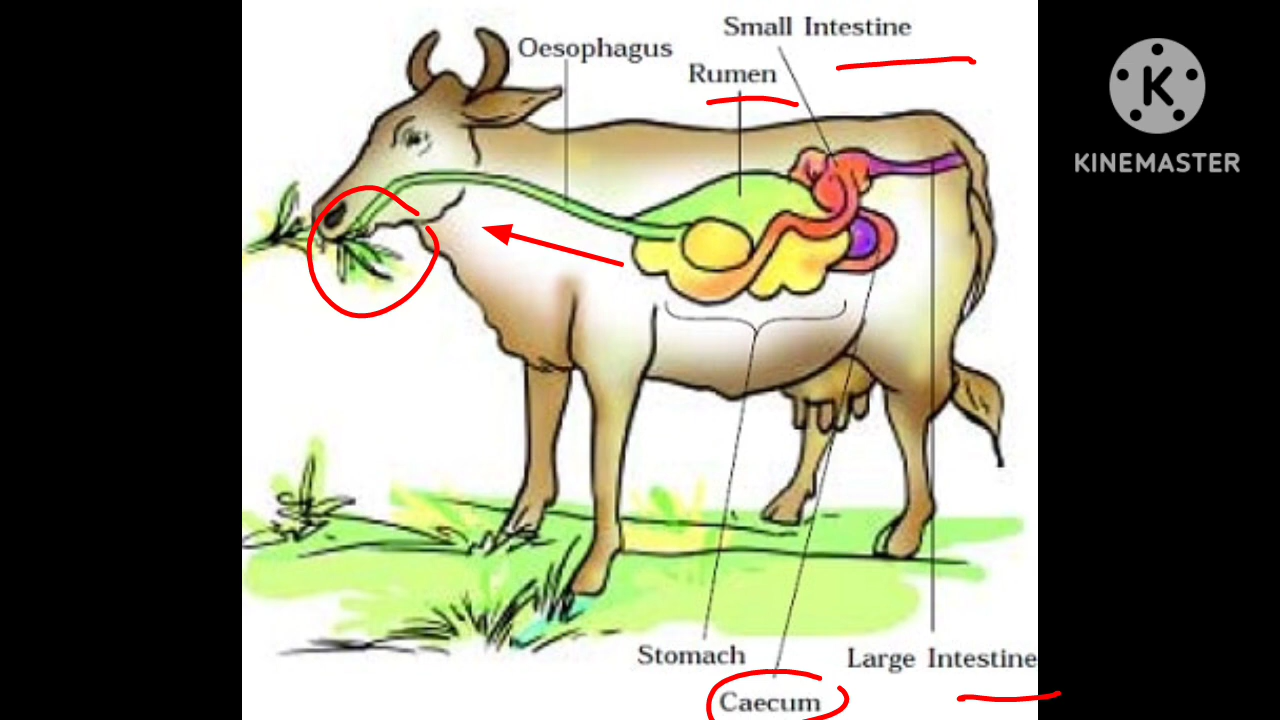 Small Intestine
Oesophagus
Rumen
K
KINEMASTER
Stomach
Large Intestine
Caecum